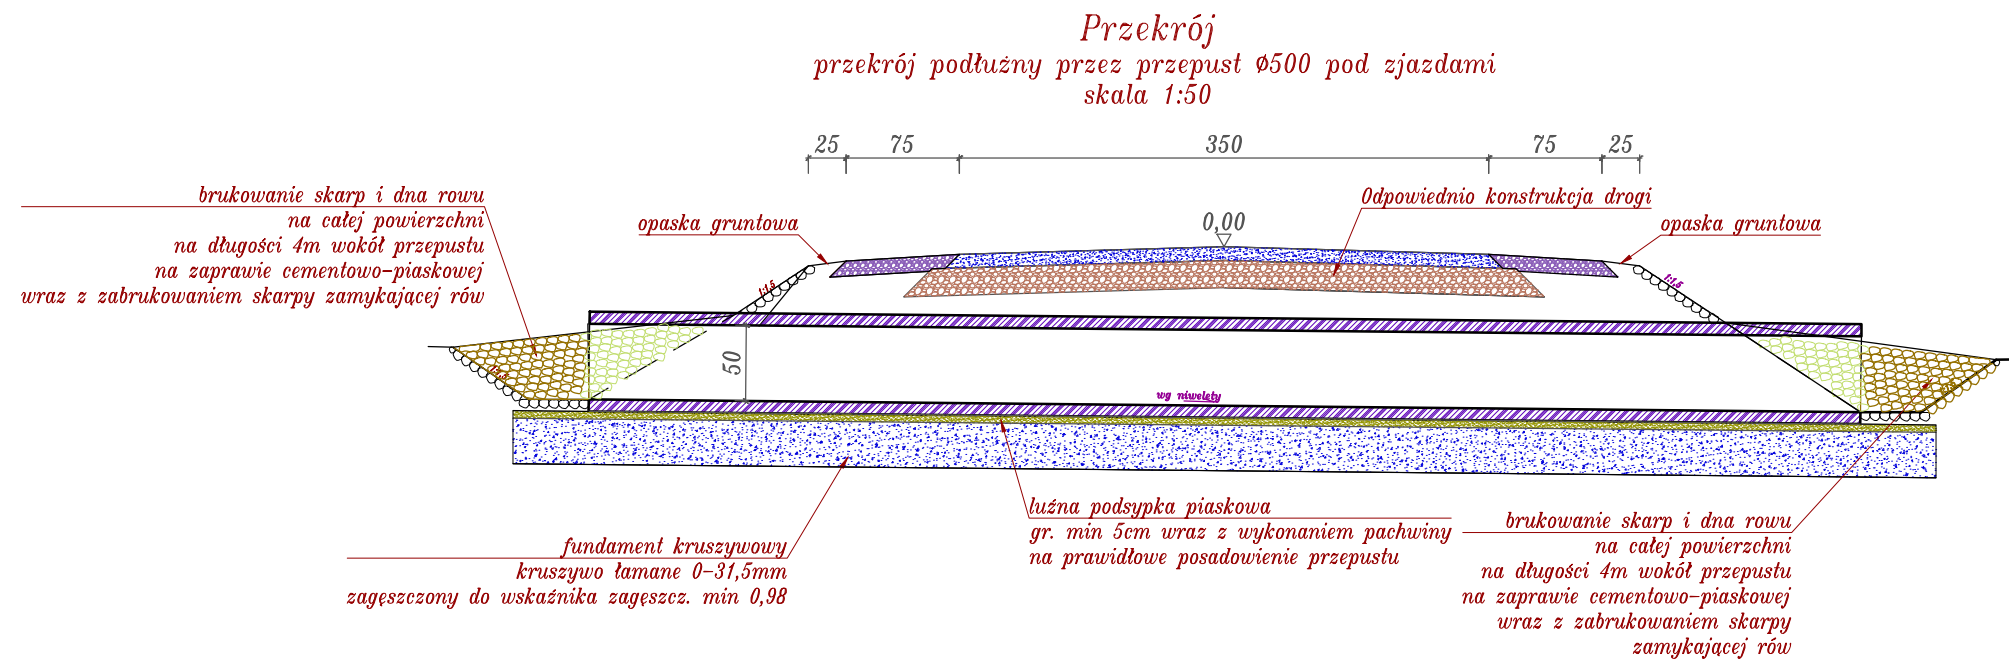 Przekrój
przekrój podłużny przez przepust ø500 pod zjazdami
skala 1:50
25 75 350 75 25
brukowanie skarp i dna rowu
na całej powierzchni
na długości 4m wokół przepustu
na zaprawie cementowo-piaskowej
wraz z zabrukowaniem skarpy zamykającej rów
opaska gruntowa
0,00
Odpowiednio konstrukcja drogi
opaska gruntowa
1:1,5
1:1,5
50
1:1,5
wg niwelety
luźna podsypka piaskowa
gr. min 5cm wraz z wykonaniem pachwiny
na prawidłowe posadowienie przepustu
fundament kruszywowy
kruszywo łamane 0-31,5mm
zagęszczony do wskaźnika zagęszcz. min 0,98
brukowanie skarp i dna rowu
na całej powierzchni
na długości 4m wokół przepustu
na zaprawie cementowo-piaskowej
wraz z zabrukowaniem skarpy
zamykającej rów